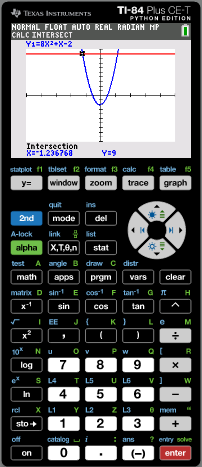 TEXAS INSTRUMENTS TI-84 Plus CE-T
PYTHON EDITION
NORMAL FLOAT AUTO REAL RADIAN MP
CALC INTERSECT
Y1=8X²+X-2
Intersection
X=-1.236768 Y=9
statplot f1 tblset f2 format f3 calc f4 table f5
y= window zoom trace graph
quit ins
2nd mode del
A-lock link list
alpha X,T,θ,n stat
test A angle B draw C distr
math apps prgm vars clear
matrix D sin⁻¹ E cos⁻¹ F tan⁻¹ G π H
x⁻¹ sin cos tan ^
√ I EE J { K } L e M
x² , ( ) ÷
10ˣ N u O v P w Q [ R
log 7 8 9 ×
eˣ S L4 T L5 U L6 V ] W
ln 4 5 6 −
rcl X L1 Y L2 Z L3 θ mem "
sto→ 1 2 3 +
off catalog i : ans ? entry solve
on 0 . (−) enter